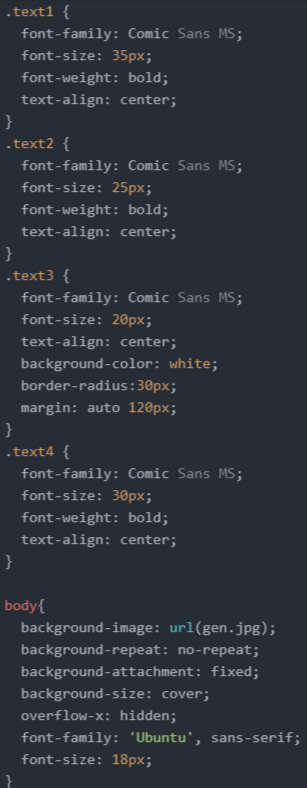 .text1 {
  font-family: Comic Sans MS;
  font-size: 35px;
  font-weight: bold;
  text-align: center;
}
.text2 {
  font-family: Comic Sans MS;
  font-size: 25px;
  font-weight: bold;
  text-align: center;
}
.text3 {
  font-family: Comic Sans MS;
  font-size: 20px;
  text-align: center;
  background-color: white;
  border-radius:30px;
  margin: auto 120px;
}
.text4 {
  font-family: Comic Sans MS;
  font-size: 30px;
  font-weight: bold;
  text-align: center;
}

body{
  background-image: url(gen.jpg);
  background-repeat: no-repeat;
  background-attachment: fixed;
  background-size: cover;
  overflow-x: hidden;
  font-family: 'Ubuntu', sans-serif;
  font-size: 18px;
}